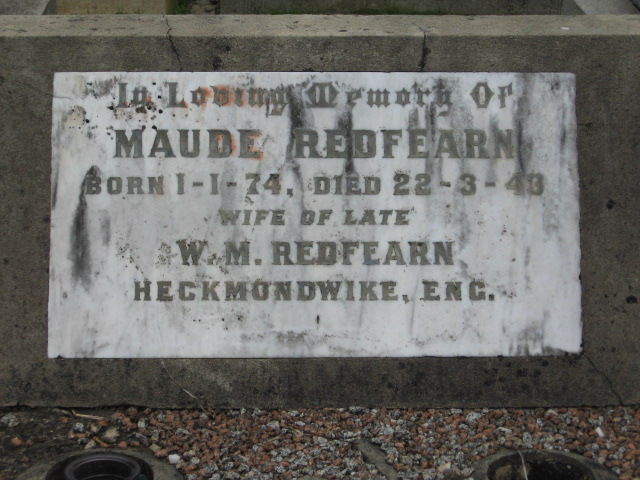 In Loving Memory Of
MAUDE REDFEARN
BORN 1-1-74, DIED 22-3-43
WIFE OF LATE
W.M. REDFEARN
HECKMONDWIKE, ENG.